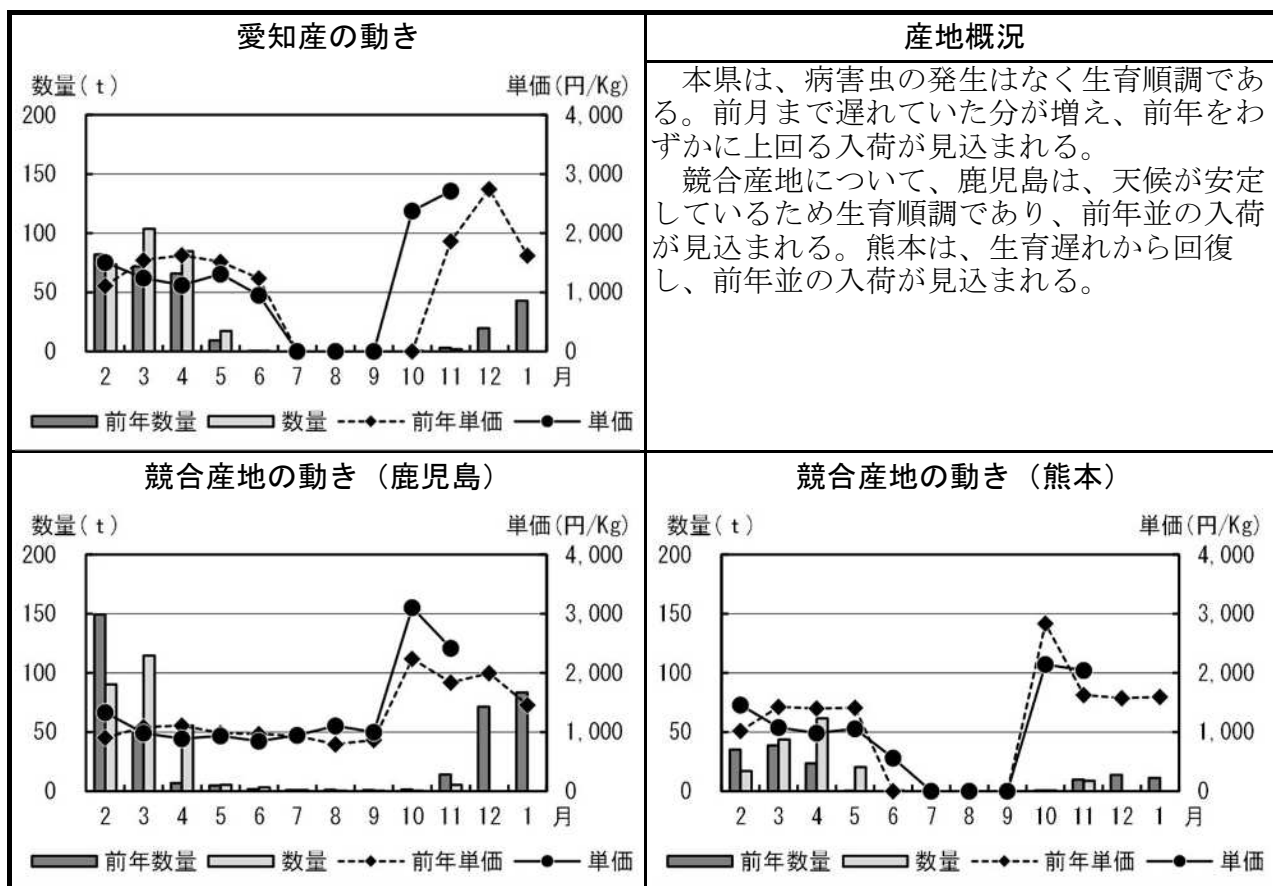 愛知産の動き
数量(t) 単価(円/Kg)
200 4,000
150 3,000
100 2,000
50 1,000
0 0
2 3 4 5 6 7 8 9 10 11 12 1 月
前年数量 数量 前年単価 単価
産地概況
本県は、病害虫の発生はなく生育順調であ
る。前月まで遅れていた分が増え、前年をわ
ずかに上回る入荷が見込まれる。
競合産地について、鹿児島は、天候が安定
しているため生育順調であり、前年並の入荷
が見込まれる。熊本は、生育遅れから回復
し、前年並の入荷が見込まれる。
競合産地の動き（鹿児島）
数量(t) 単価(円/Kg)
200 4,000
150 3,000
100 2,000
50 1,000
0 0
2 3 4 5 6 7 8 9 10 11 12 1 月
前年数量 数量 前年単価 単価
競合産地の動き（熊本）
数量(t) 単価(円/Kg)
200 4,000
150 3,000
100 2,000
50 1,000
0 0
2 3 4 5 6 7 8 9 10 11 12 1 月
前年数量 数量 前年単価 単価